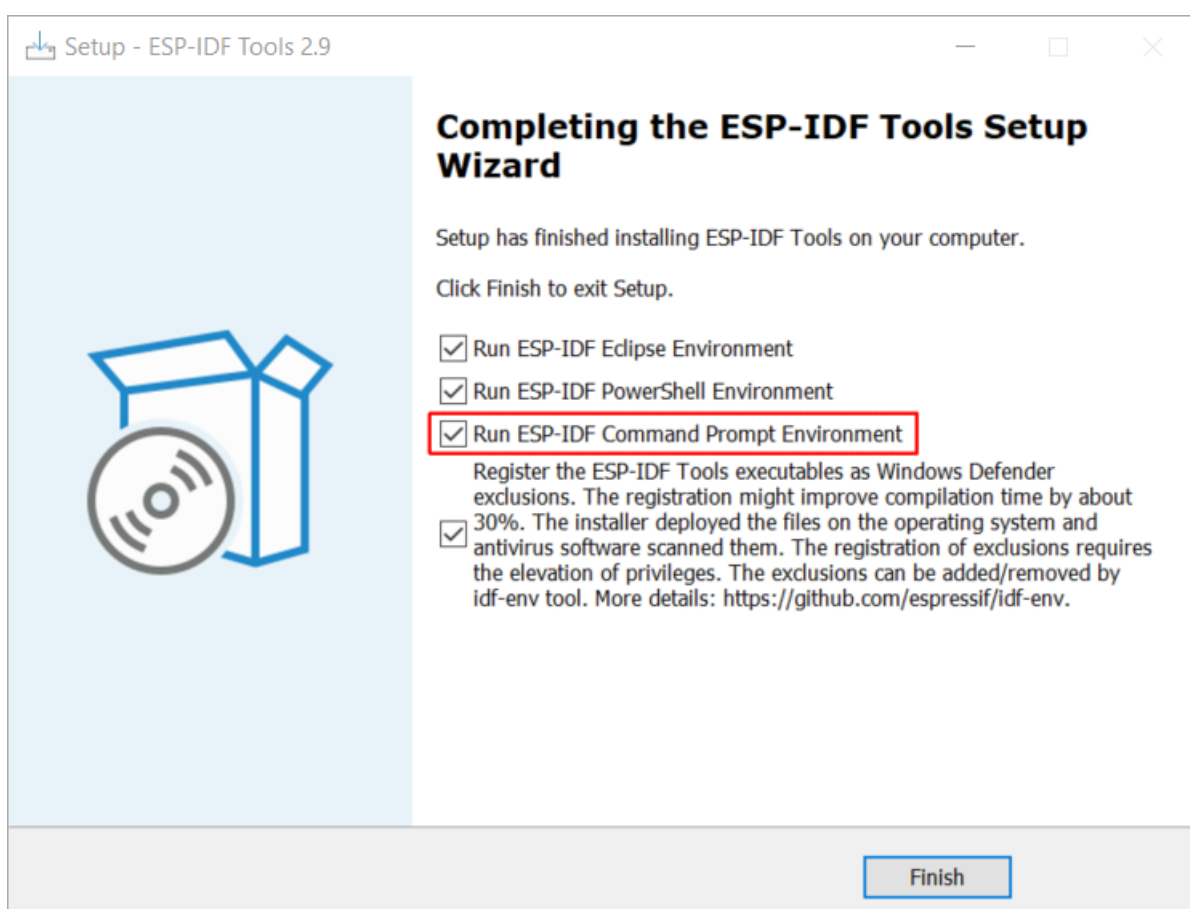 Setup - ESP-IDF Tools 2.9
Completing the ESP-IDF Tools Setup
Wizard
Setup has finished installing ESP-IDF Tools on your computer.
Click Finish to exit Setup.
Run ESP-IDF Eclipse Environment
Run ESP-IDF PowerShell Environment
Run ESP-IDF Command Prompt Environment
Register the ESP-IDF Tools executables as Windows Defender
exclusions. The registration might improve compilation time by about
30%. The installer deployed the files on the operating system and
antivirus software scanned them. The registration of exclusions requires
the elevation of privileges. The exclusions can be added/removed by
idf-env tool. More details: https://github.com/espressif/idf-env.
Finish